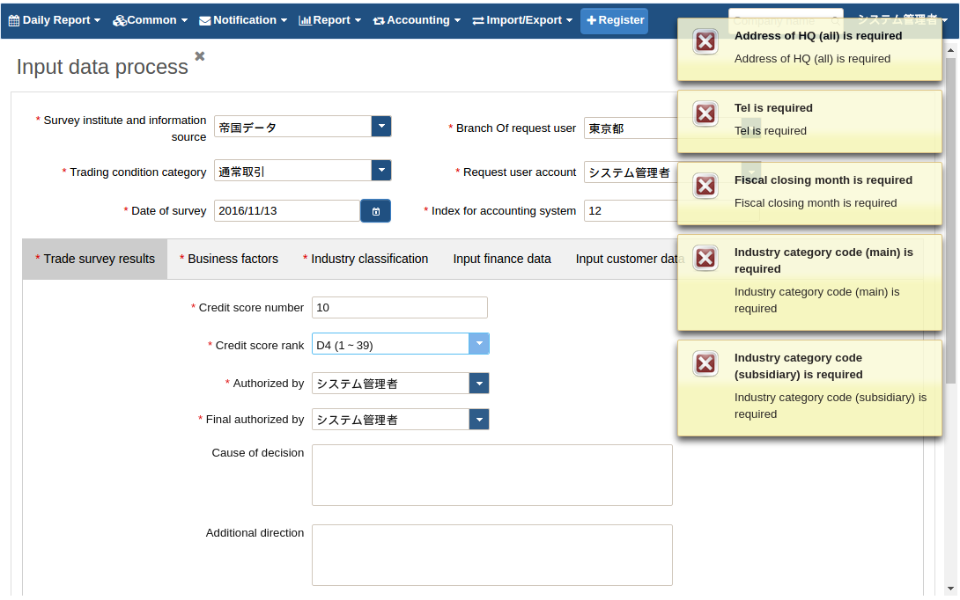 Daily Report Common Notification Report Accounting Import/Export Register Company name システム管理者
Input data process
* Survey institute and information source 帝国データ
* Branch Of request user 東京都
* Trading condition category 通常取引
* Request user account システム管理者
* Date of survey 2016/11/13
* Index for accounting system 12
* Trade survey results * Business factors * Industry classification Input finance data Input customer data
* Credit score number 10
* Credit score rank D4 (1 ~ 39)
* Authorized by システム管理者
* Final authorized by システム管理者
Cause of decision
Additional direction
Address of HQ (all) is required
Address of HQ (all) is required
Tel is required
Tel is required
Fiscal closing month is required
Fiscal closing month is required
Industry category code (main) is
required
Industry category code (main) is
required
Industry category code
(subsidiary) is required
Industry category code (subsidiary) is
required